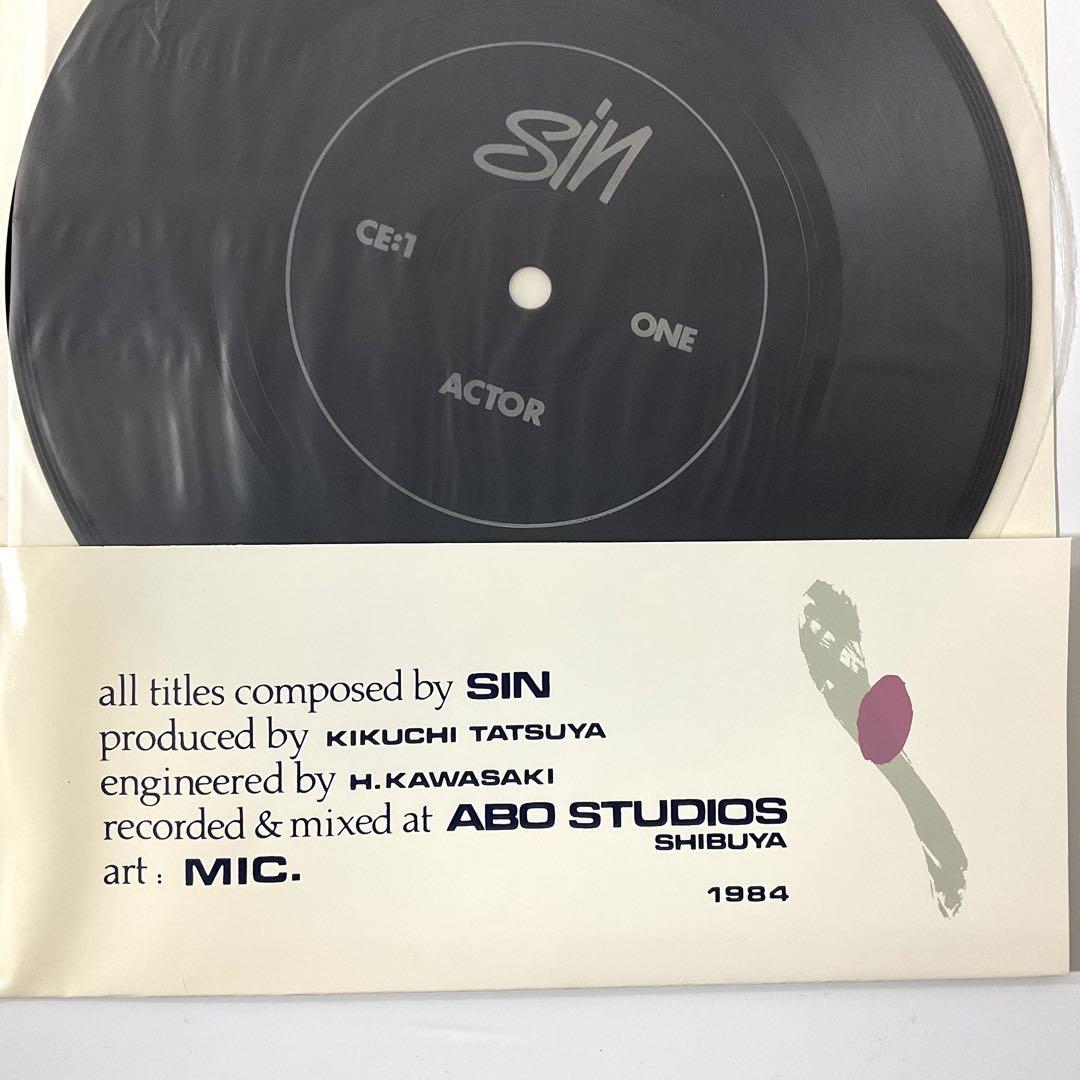 sin
CE:1
ONE
ACTOR
all titles composed by SIN
produced by KIKUCHI TATSUYA
engineered by H.KAWASAKI
recorded & mixed at ABO STUDIOS
SHIBUYA
art : MIC.
1984